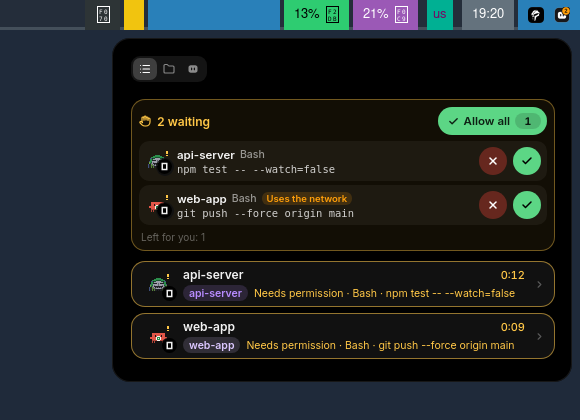 13%
21%
us
19:20
2
2 waiting
Allow all 1
api-server Bash
npm test -- --watch=false
web-app Bash Uses the network
git push --force origin main
Left for you: 1
api-server 0:12
api-server Needs permission · Bash · npm test -- --watch=false
web-app 0:09
web-app Needs permission · Bash · git push --force origin main